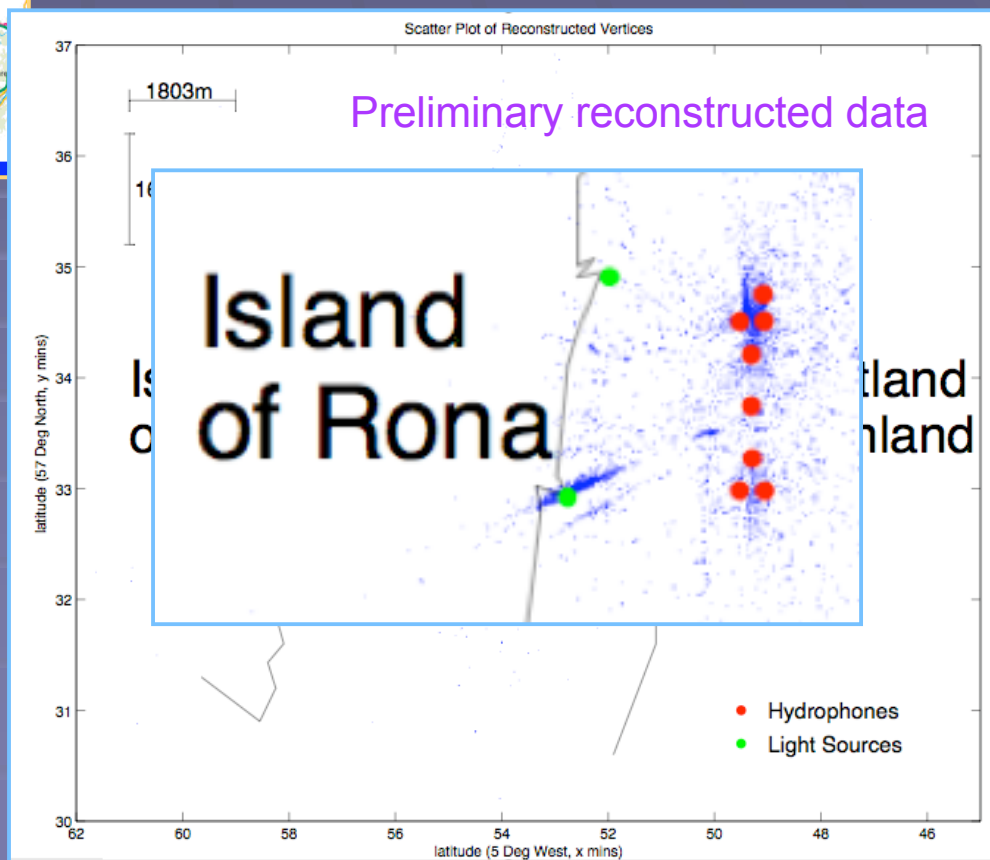 Scatter Plot of Reconstructed Vertices
37
1803m
Preliminary reconstructed data
36
35
Island
of Rona
34
33
32
31
30
latitude (57 Deg North, y mins)
Hydrophones
Light Sources
62 60 58 56 54 52 50 48 46
latitude (5 Deg West, x mins)